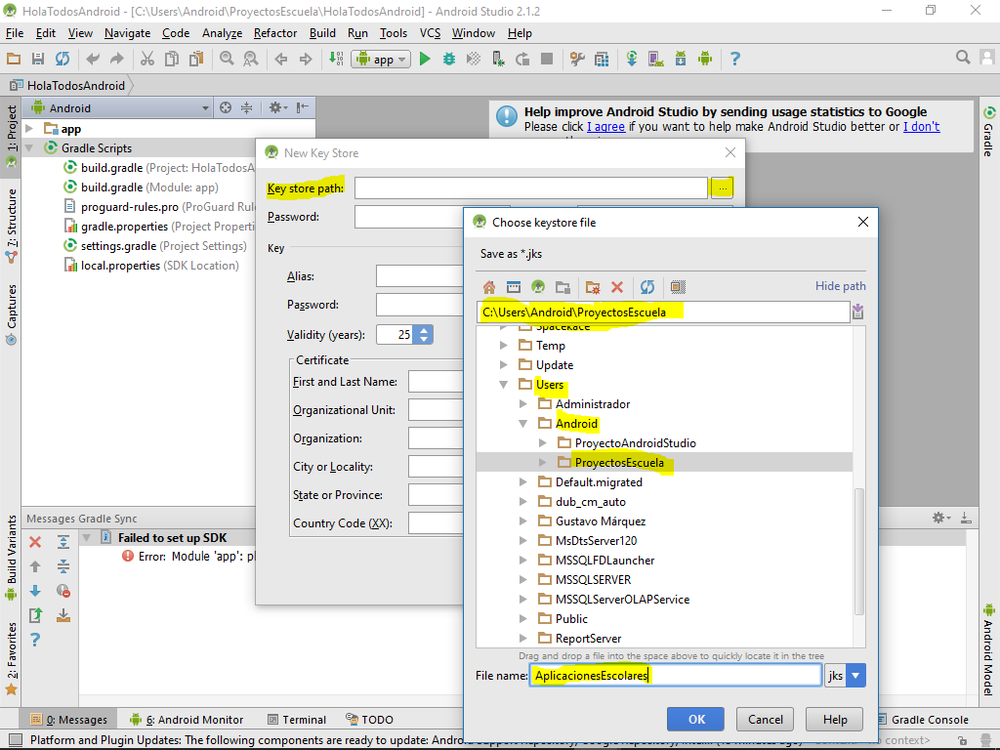 HolaTodosAndroid - [C:\Users\Android\ProyectosEscuela\HolaTodosAndroid] - Android Studio 2.1.2
File Edit View Navigate Code Analyze Refactor Build Run Tools VCS Window Help
app
HolaTodosAndroid
Android
Help improve Android Studio by sending usage statistics to Google
Please click I agree if you want to help make Android Studio better or I don't
1: Project
7: Structure
Captures
Build Variants
2: Favorites
Gradle
Android Model
app
Gradle Scripts
build.gradle (Project: HolaTodosA
build.gradle (Module: app)
proguard-rules.pro (ProGuard Rul
gradle.properties (Project Properti
settings.gradle (Project Settings)
local.properties (SDK Location)
New Key Store
Key store path:
...
Password:
Key
Alias:
Password:
Validity (years): 25
Certificate
First and Last Name:
Organizational Unit:
Organization:
City or Locality:
State or Province:
Country Code (XX):
Choose keystore file
Save as *.jks
Hide path
C:\Users\Android\ProyectosEscuela
Spacekace
Temp
Update
Users
Administrador
Android
ProyectoAndroidStudio
ProyectosEscuela
Default.migrated
dub_cm_auto
Gustavo Márquez
MsDtsServer120
MSSQLFDLauncher
MSSQLSERVER
MSSQLServerOLAPService
Public
ReportServer
Drag and drop a file into the space above to quickly locate it in the tree
File name: AplicacionesEscolares jks
OK Cancel Help
Messages Gradle Sync
Failed to set up SDK
Error: Module 'app': pl
0: Messages 6: Android Monitor Terminal TODO Gradle Console
Platform and Plugin Updates: The following components are ready to update: Android Support Repository, Google Repository, context>